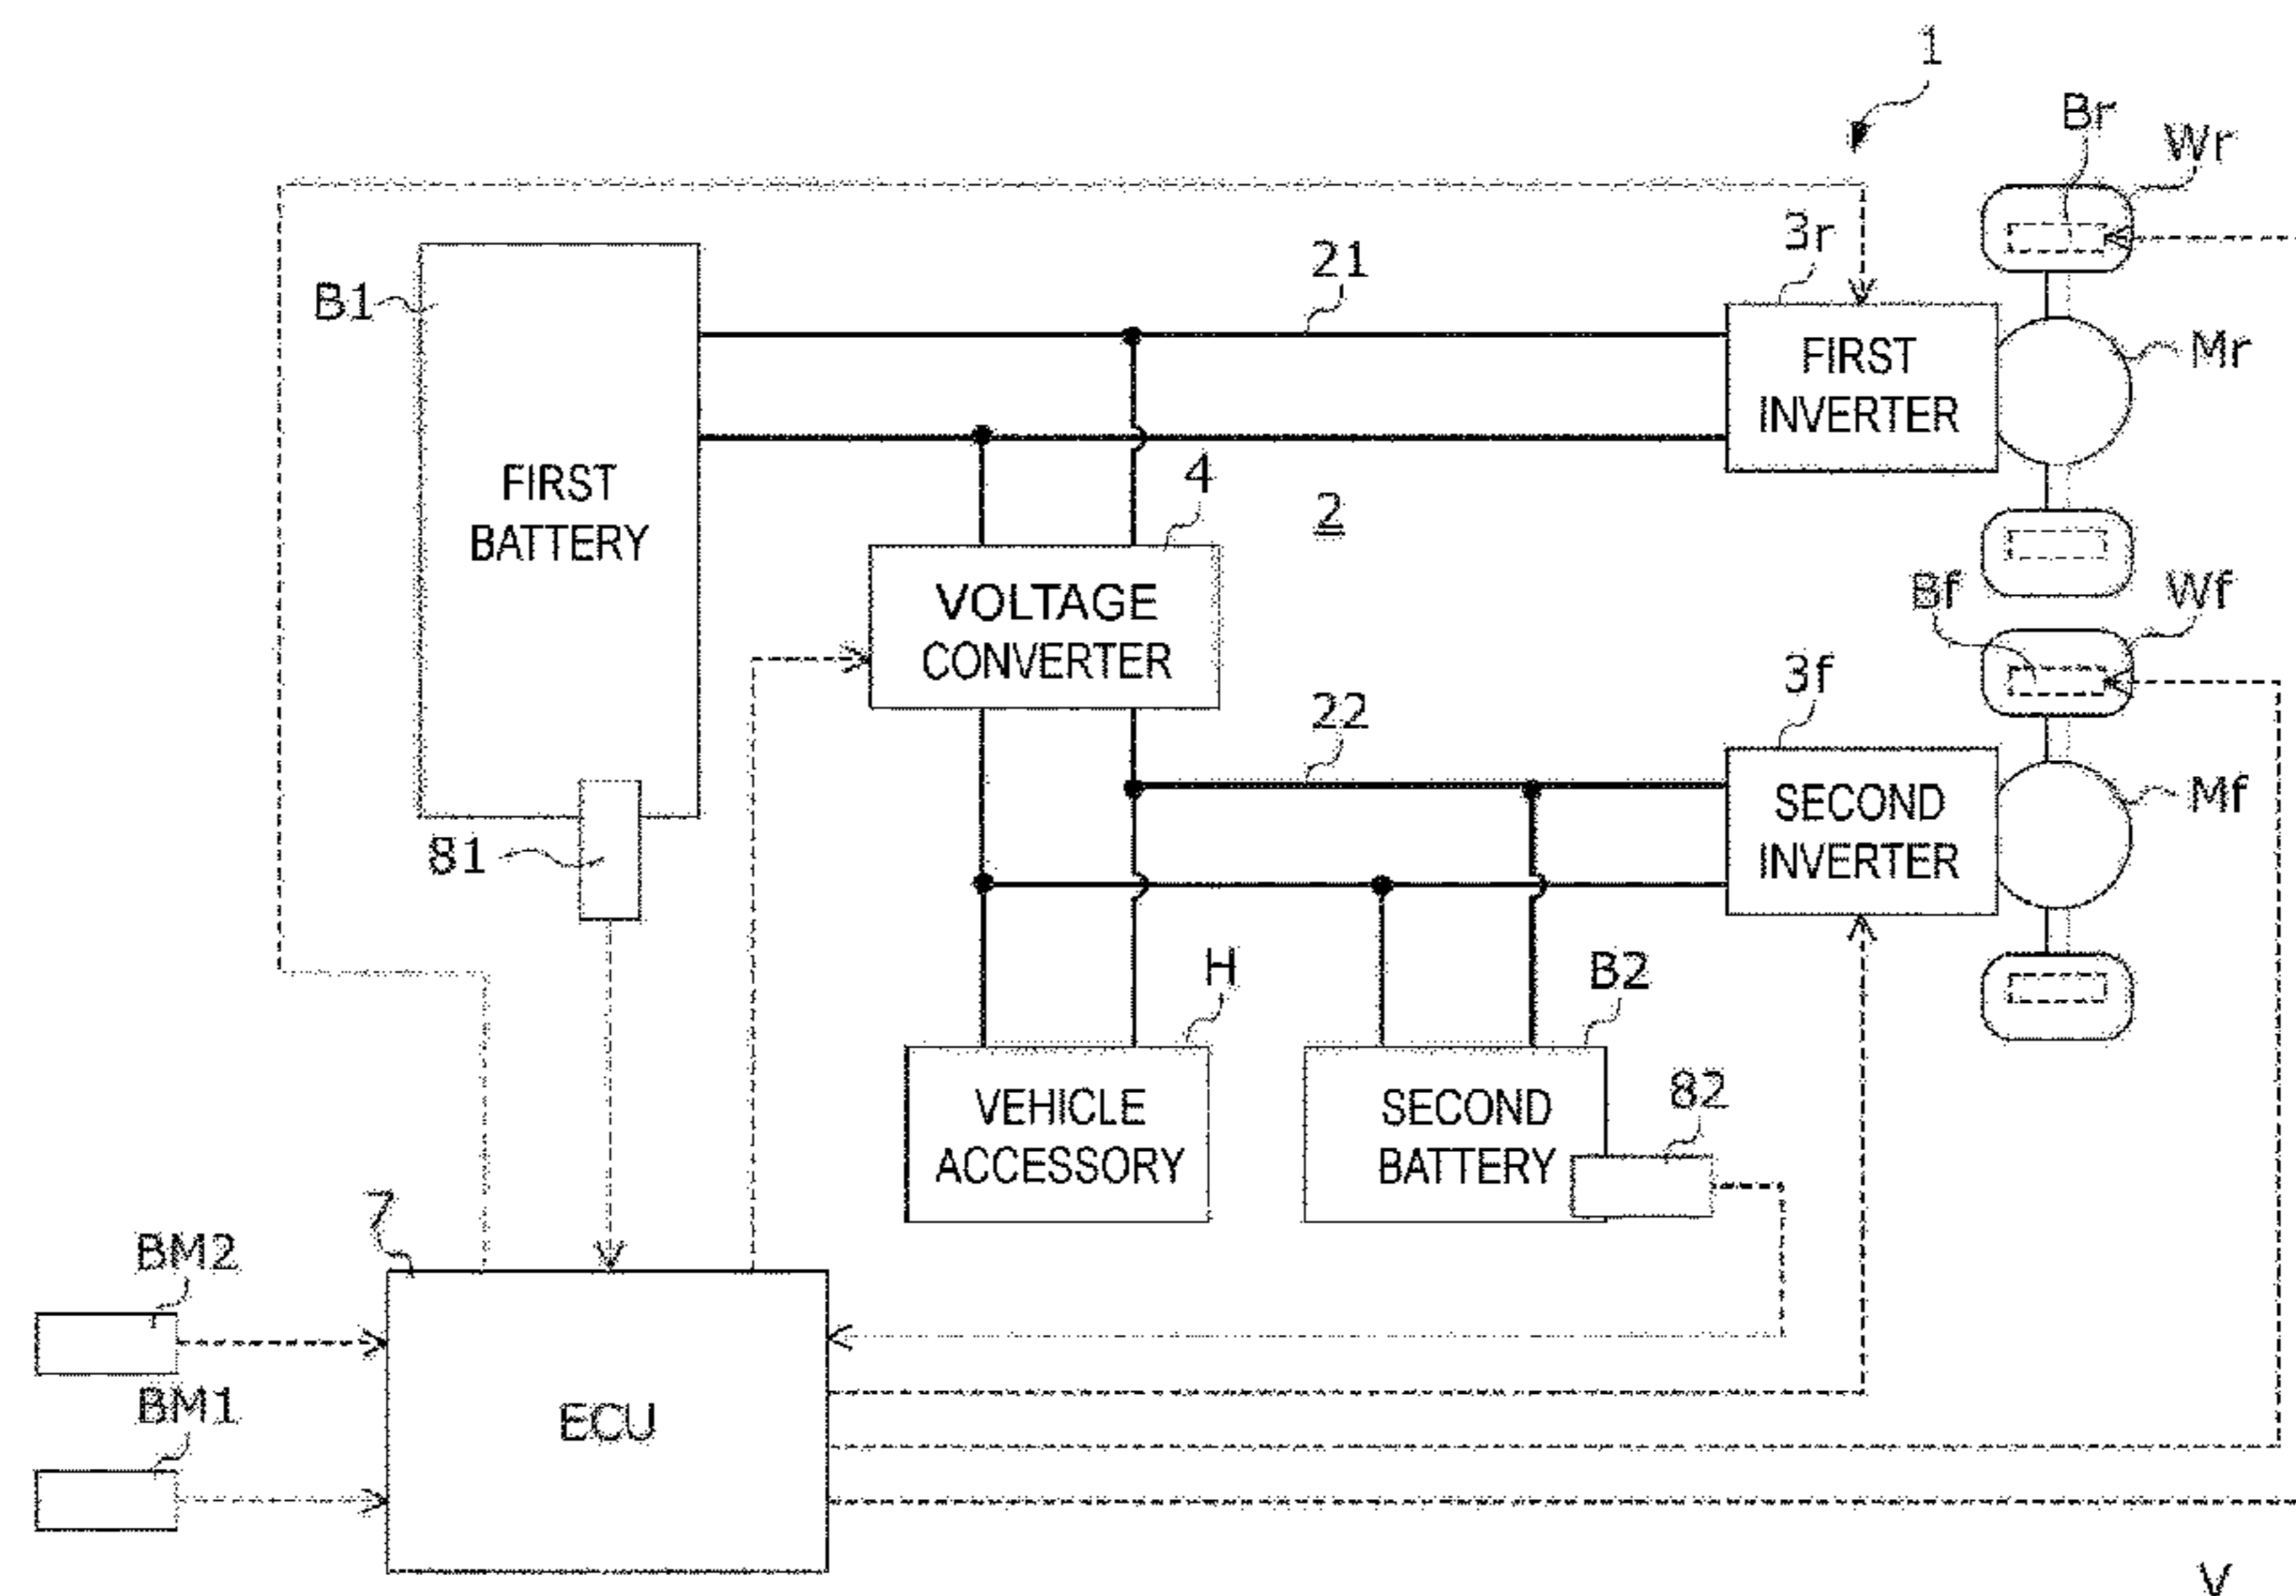 1
Br
Wr
3r
21
B1
FIRST
INVERTER
Mr
FIRST
BATTERY
4
2
VOLTAGE
CONVERTER
Bf
Wf
3f
22
SECOND
INVERTER
Mf
81
H
B2
VEHICLE
ACCESSORY
SECOND
BATTERY
82
7
BM2
BM1
ECU
V